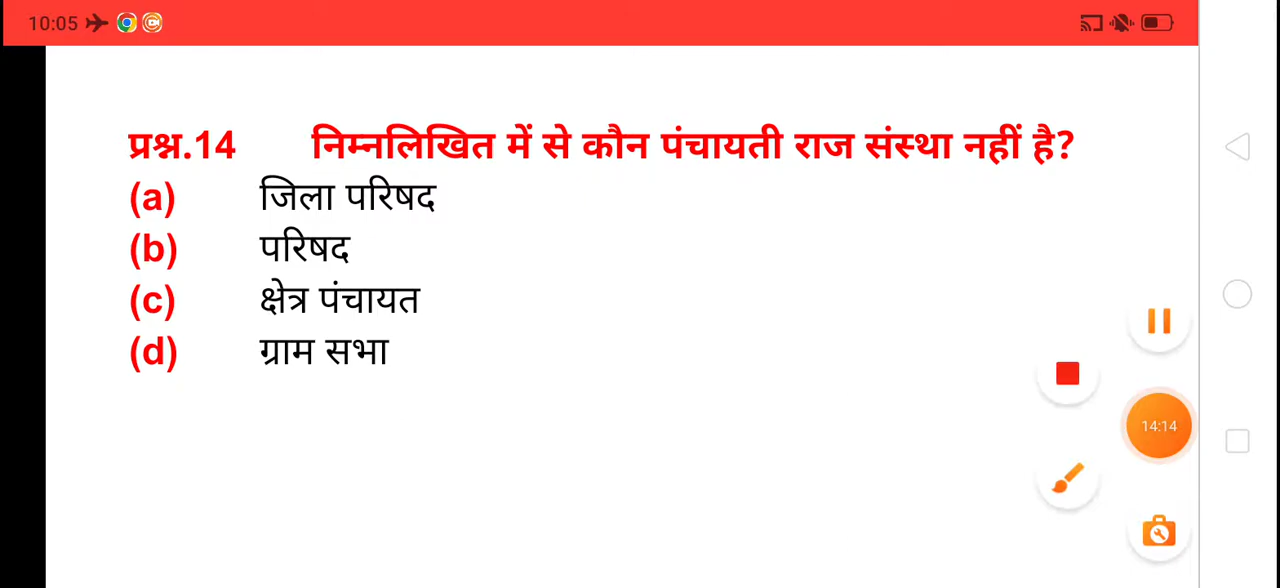 10:05
प्रश्न.14 निम्नलिखित में से कौन पंचायती राज संस्था नहीं है?
(a) जिला परिषद
(b) परिषद
(c) क्षेत्र पंचायत
(d) ग्राम सभा
14:14